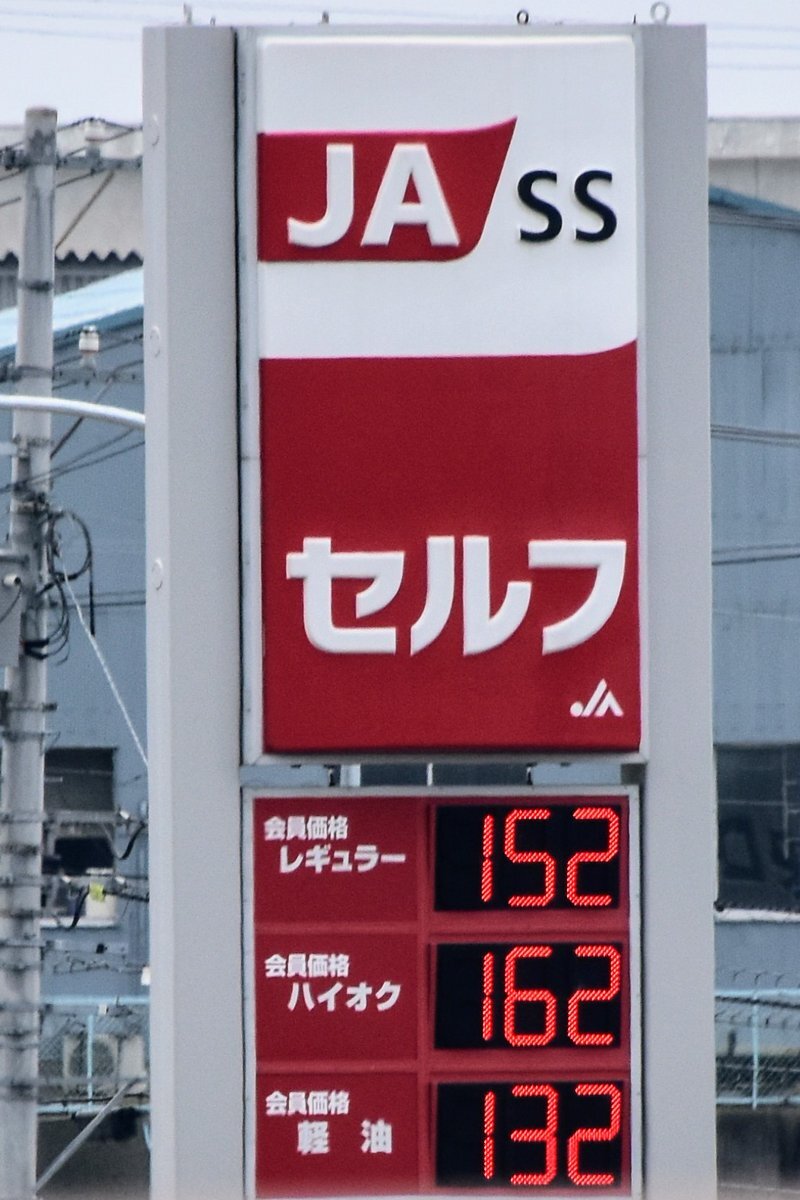 JA SS
セルフ
JA
会員価格
レギュラー 152
会員価格
ハイオク 162
会員価格
軽 油 132